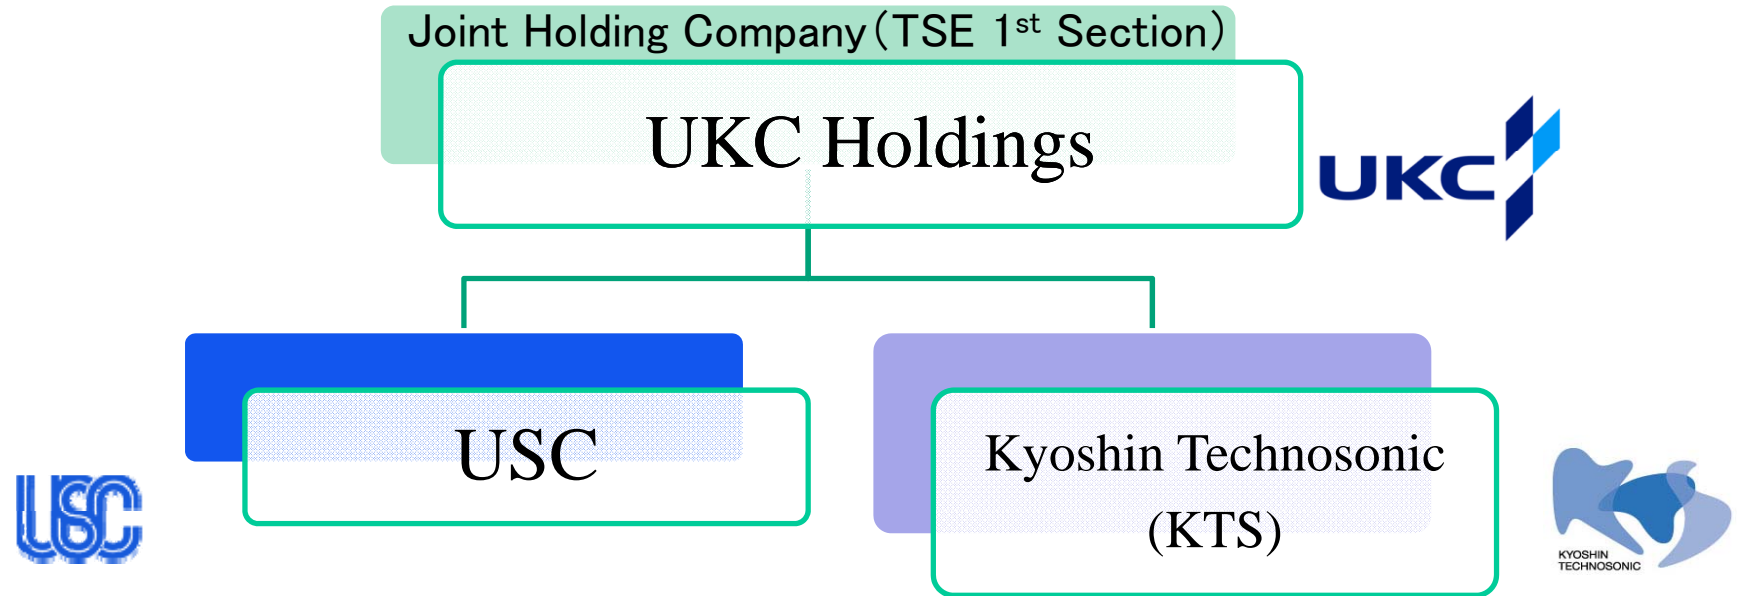 Joint Holding Company（TSE 1st Section）
UKC Holdings
UKC
USC
USC
Kyoshin Technosonic
(KTS)
KYOSHIN
TECHNOSONIC